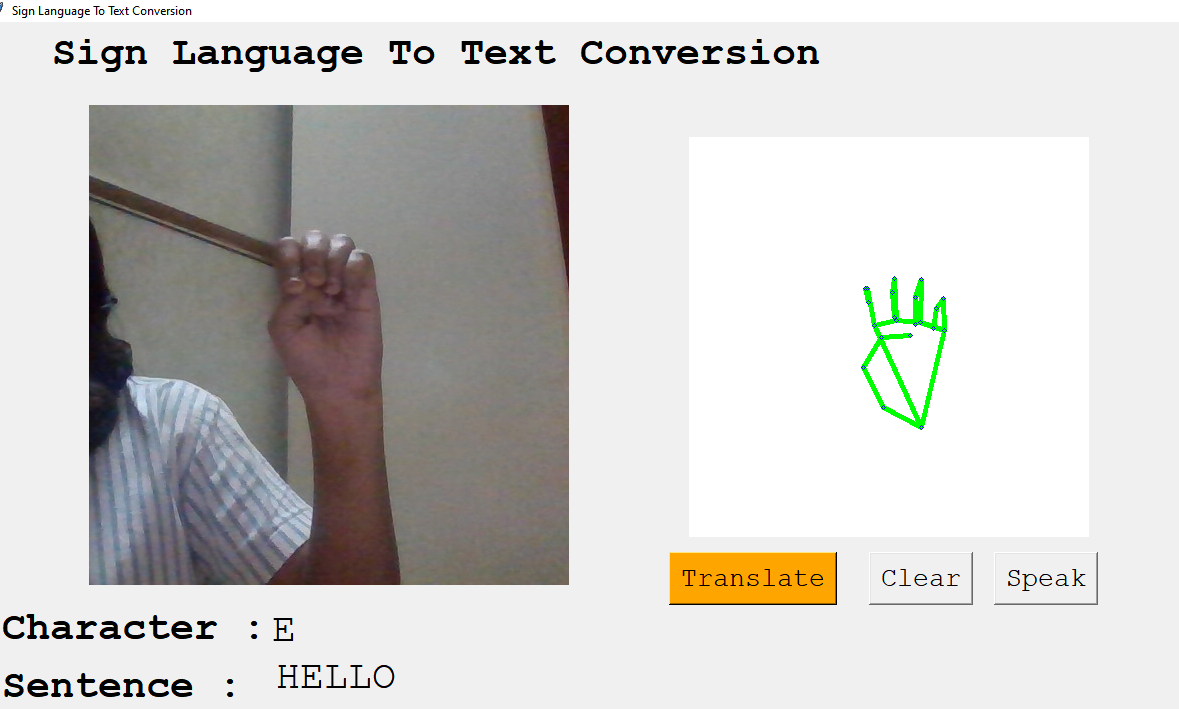 Sign Language To Text Conversion
Sign Language To Text Conversion
Translate Clear Speak
Character : E
Sentence : HELLO